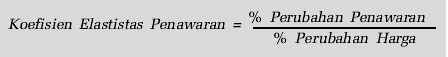 Koefisien Elastistas Penawaran = % Perubahan Penawaran
% Perubahan Harga